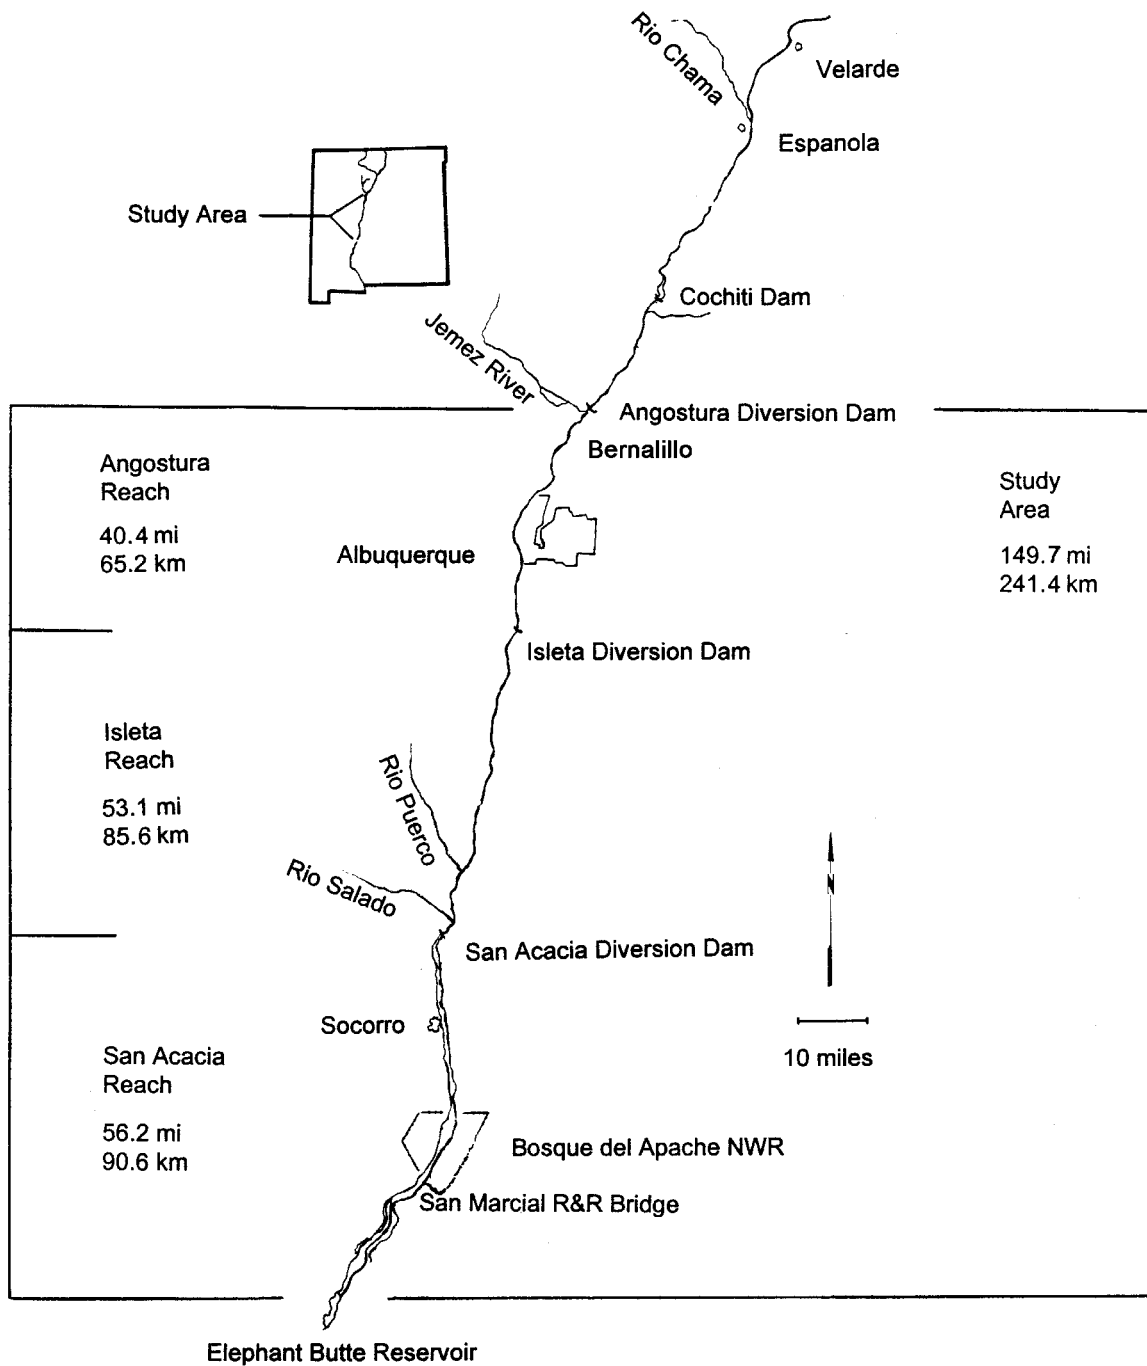 Rio Chama
Velarde
Espanola
Study Area
Cochiti Dam
Jemez River
Angostura Diversion Dam
Bernalillo
Angostura
Reach
40.4 mi
65.2 km
Study
Area
149.7 mi
241.4 km
Albuquerque
Isleta Diversion Dam
Isleta
Reach
53.1 mi
85.6 km
Rio Puerco
Rio Salado
N
San Acacia Diversion Dam
Socorro
10 miles
San Acacia
Reach
56.2 mi
90.6 km
Bosque del Apache NWR
San Marcial R&R Bridge
Elephant Butte Reservoir